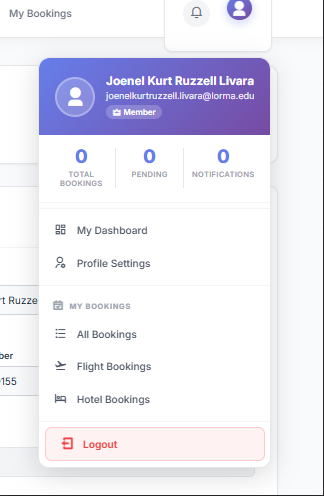 My Bookings
Joenel Kurt Ruzzell Livara
joenelkurtruzzell.livara@lorma.edu
Member
0 0 0
TOTAL BOOKINGS PENDING NOTIFICATIONS
My Dashboard
Profile Settings
rt Ruzze
MY BOOKINGS
All Bookings
ber
Flight Bookings
0155
Hotel Bookings
Logout